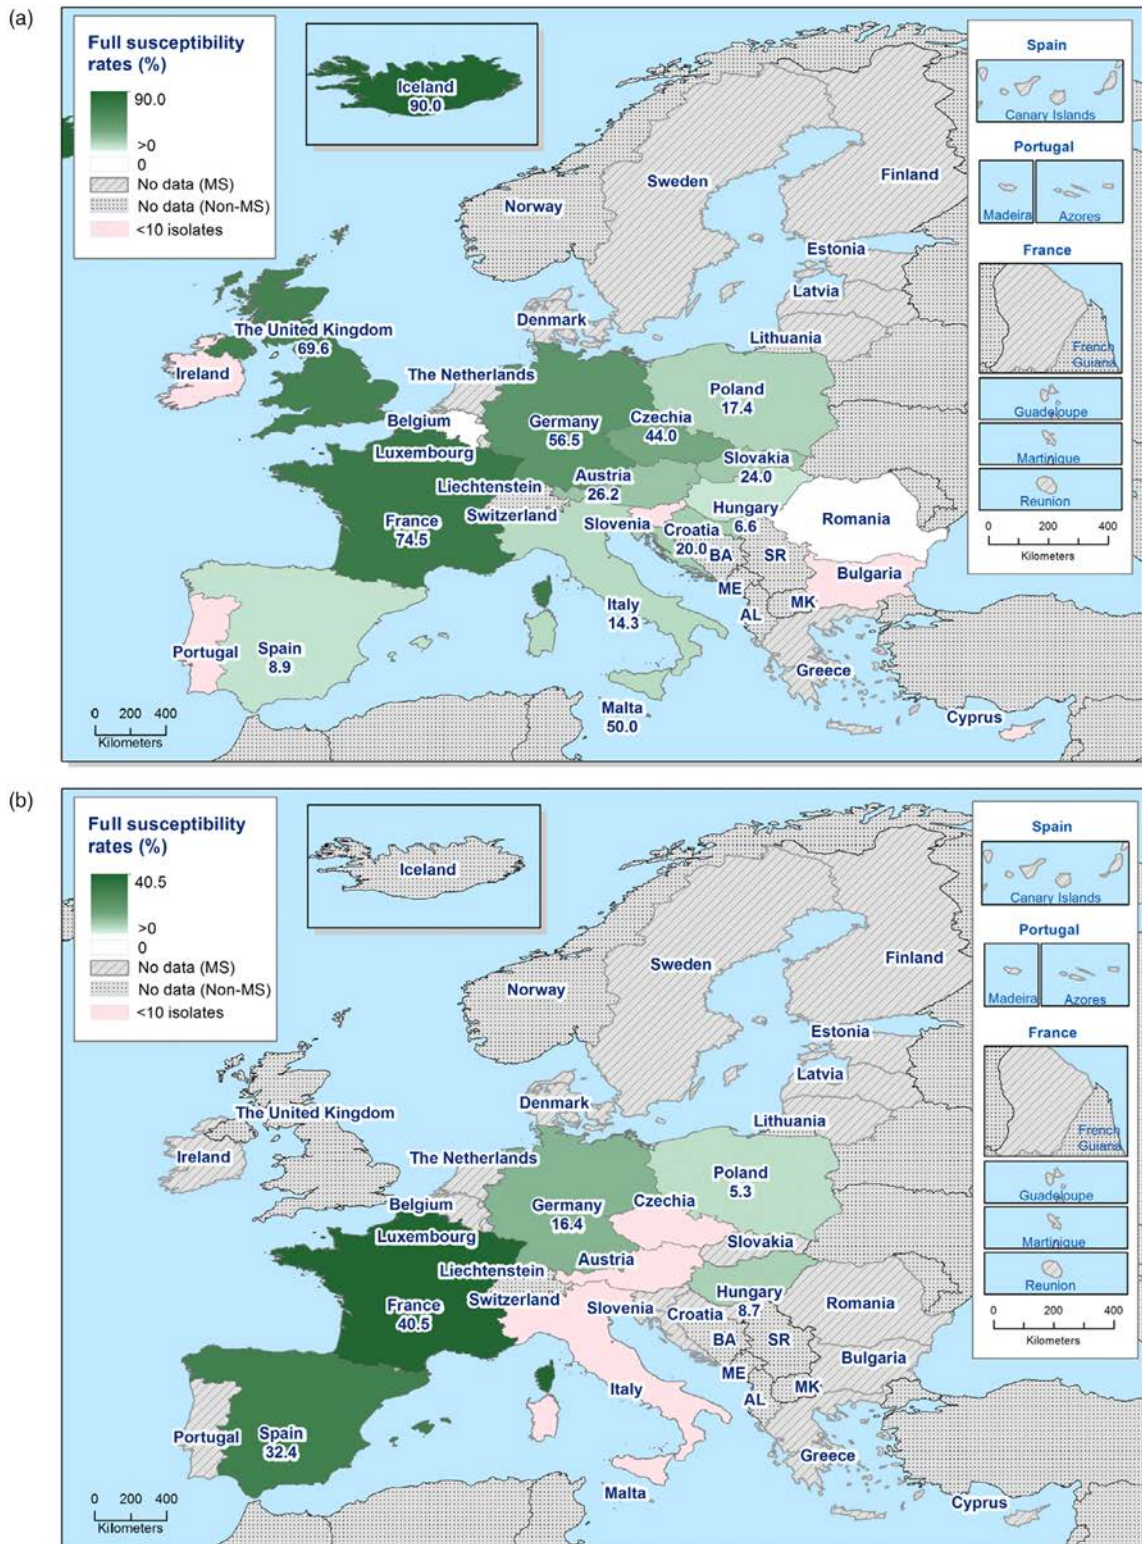 (a)
Full susceptibility
rates (%)
90.0
>0
0
No data (MS)
No data (Non-MS)
<10 isolates
Iceland
90.0
Norway
Sweden
Finland
Estonia
Latvia
Lithuania
Denmark
The United Kingdom
69.6
Ireland
The Netherlands
Belgium
Luxembourg
Germany
56.5
Poland
17.4
Czechia
44.0
Slovakia
24.0
Liechtenstein
Austria
26.2
Switzerland
Hungary
6.6
Slovenia
Croatia
20.0
Romania
France
74.5
BA
SR
Bulgaria
ME
MK
AL
Italy
14.3
Portugal
Spain
8.9
Greece
Malta
50.0
Cyprus
0 200 400
Kilometers
Spain
Canary Islands
Portugal
Madeira
Azores
France
French
Guiana
Guadeloupe
Martinique
Reunion
0 200 400
Kilometers
(b)
Full susceptibility
rates (%)
40.5
>0
0
No data (MS)
No data (Non-MS)
<10 isolates
Iceland
Norway
Sweden
Finland
Estonia
Latvia
Lithuania
Denmark
The United Kingdom
Ireland
The Netherlands
Belgium
Luxembourg
Germany
16.4
Poland
5.3
Czechia
Slovakia
Liechtenstein
Austria
Switzerland
Hungary
8.7
Slovenia
Croatia
Romania
France
40.5
BA
SR
Bulgaria
ME
MK
AL
Italy
Portugal
Spain
32.4
Greece
Malta
Cyprus
0 200 400
Kilometers
Spain
Canary Islands
Portugal
Madeira
Azores
France
French
Guiana
Guadeloupe
Martinique
Reunion
0 200 400
Kilometers